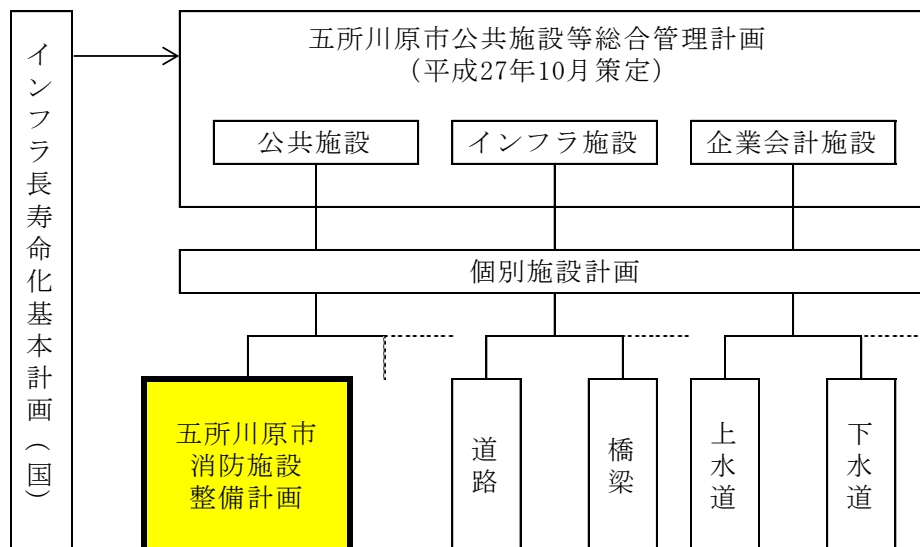 インフラ長寿命化基本計画（国）
五所川原市公共施設等総合管理計画
（平成27年10月策定）
公共施設
インフラ施設
企業会計施設
個別施設計画
五所川原市
消防施設
整備計画
道路
橋梁
上水道
下水道